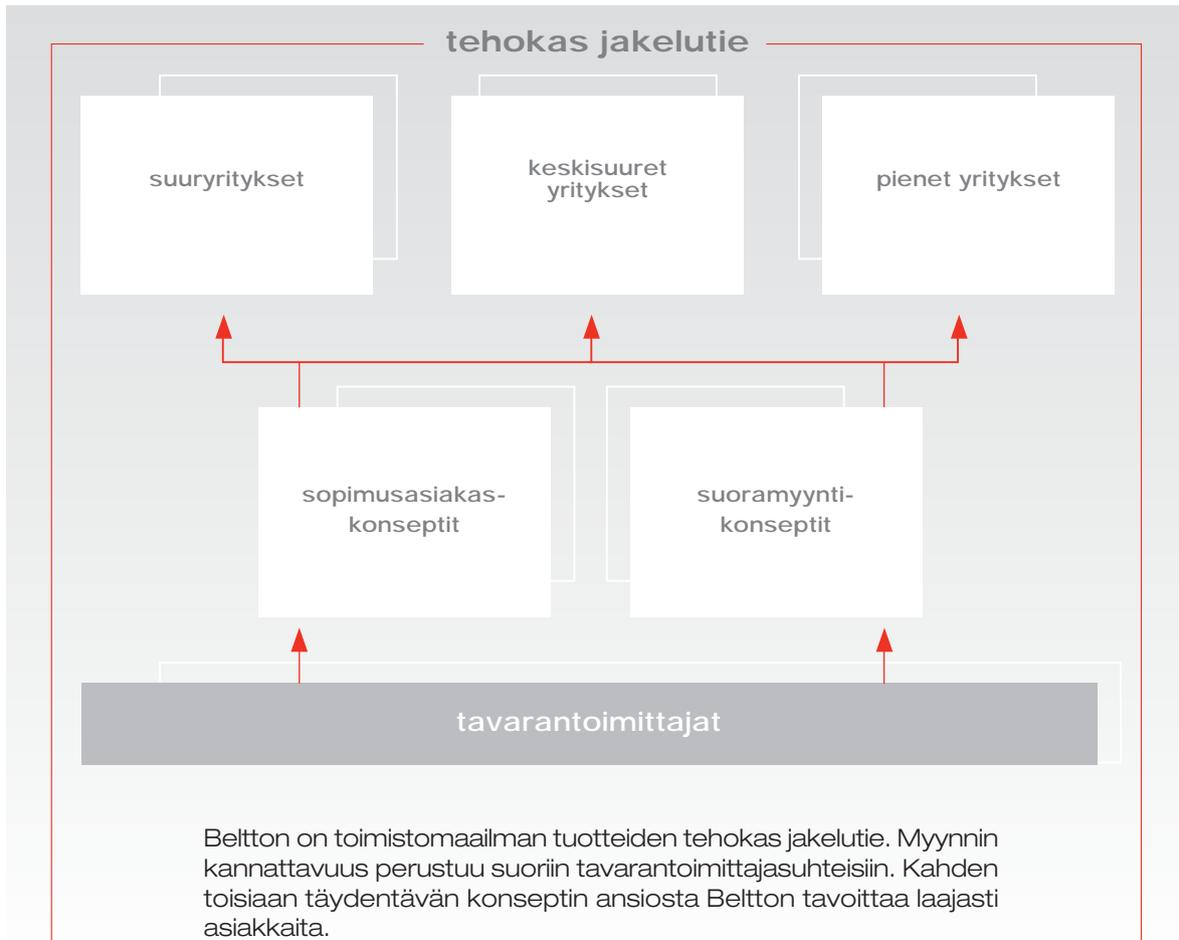 tehokas jakelutie
suuryritykset
keskisuuret
yritykset
pienet yritykset
sopimusasiakas-
konseptit
suoramyynti-
konseptit
tavarantoimittajat
Beltton on toimistomaailman tuotteiden tehokas jakelutie. Myynnin
kannattavuus perustuu suoriin tavarantoimittajasuhteisiin. Kahden
toisiaan täydentävän konseptin ansiosta Beltton tavoittaa laajasti
asiakkaita.